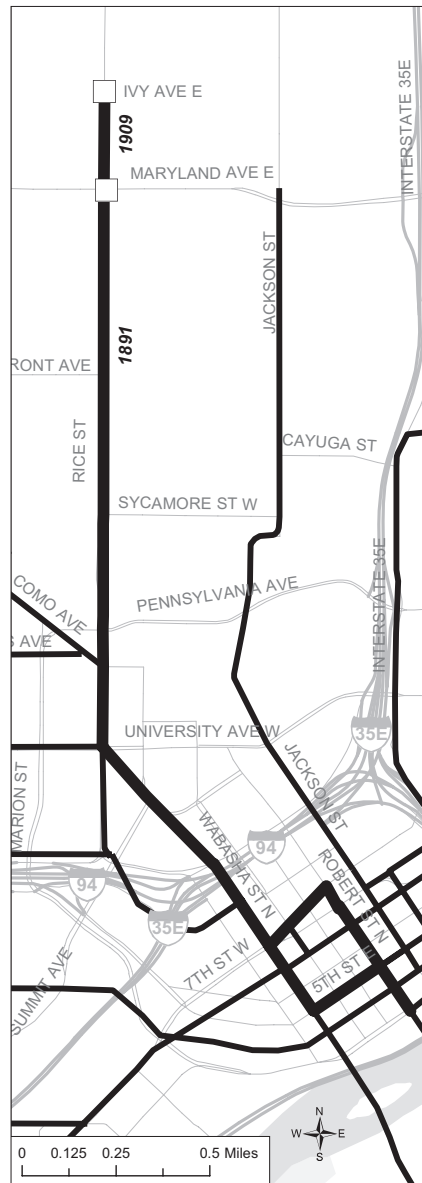 IVY AVE E
INTERSTATE 35E
1909
MARYLAND AVE E
JACKSON ST
1891
RONT AVE
RICE ST
CAYUGA ST
SYCAMORE ST W
COMO AVE
PENNSYLVANIA AVE
INTERSTATE 35E
S AVE
UNIVERSITY AVE W
35E
JACKSON ST
MARION ST
WABASHA ST N
94
ROBERT ST N
94
35E
7TH ST W
5TH ST E
SUMMIT AVE
N
W E
S
0 0.125 0.25 0.5 Miles